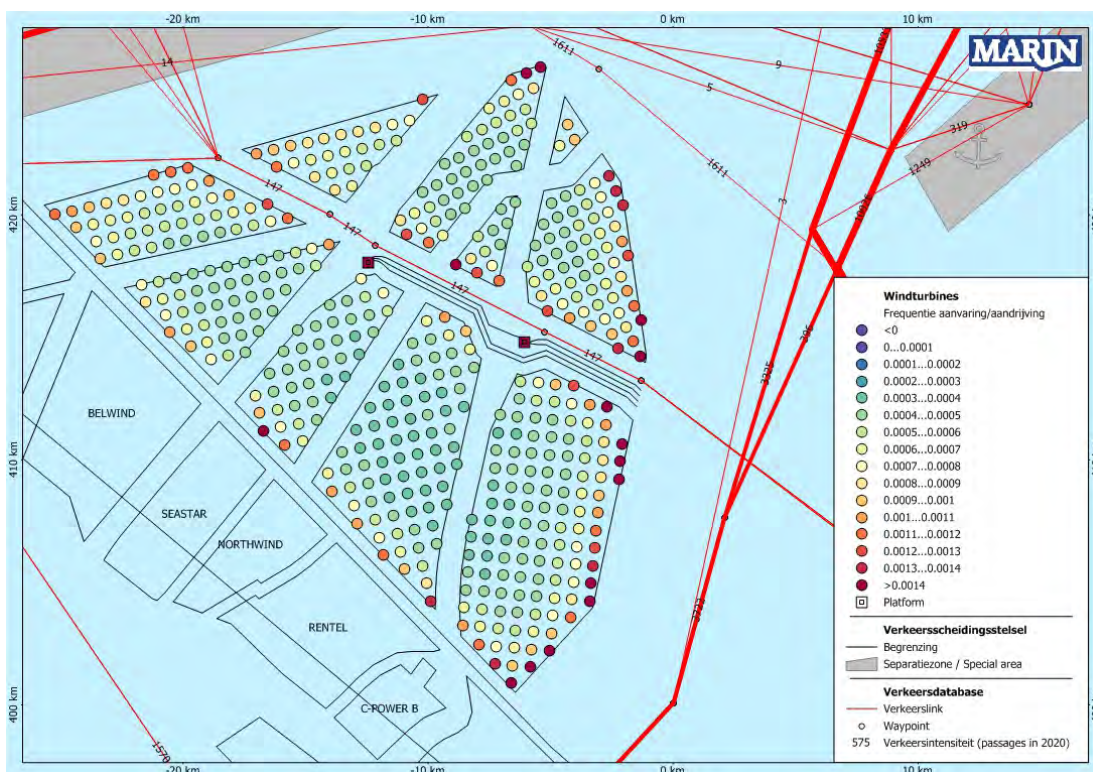 -20 km
-10 km
0 km
10 km
MARIN
14
1611
9
5
3
319
1249
1611
420 km
147
147
147
147
147
410 km
400 km
3325
396
1570
BELWIND
SEASTAR
NORTHWIND
RENTEL
C-POWER B
Windturbines
Frequentie aanvaring/aandrijving
<0
0...0.0001
0.0001...0.0002
0.0002...0.0003
0.0003...0.0004
0.0004...0.0005
0.0005...0.0006
0.0006...0.0007
0.0007...0.0008
0.0008...0.0009
0.0009...0.001
0.001...0.0011
0.0011...0.0012
0.0012...0.0013
0.0013...0.0014
>0.0014
Platform
Verkeersscheidingsstelsel
Begrenzing
Separatiezone / Special area
Verkeersdatabase
Verkeerslink
Waypoint
575 Verkeersintensiteit (passages in 2020)
-20 km
-10 km
0 km
10 km